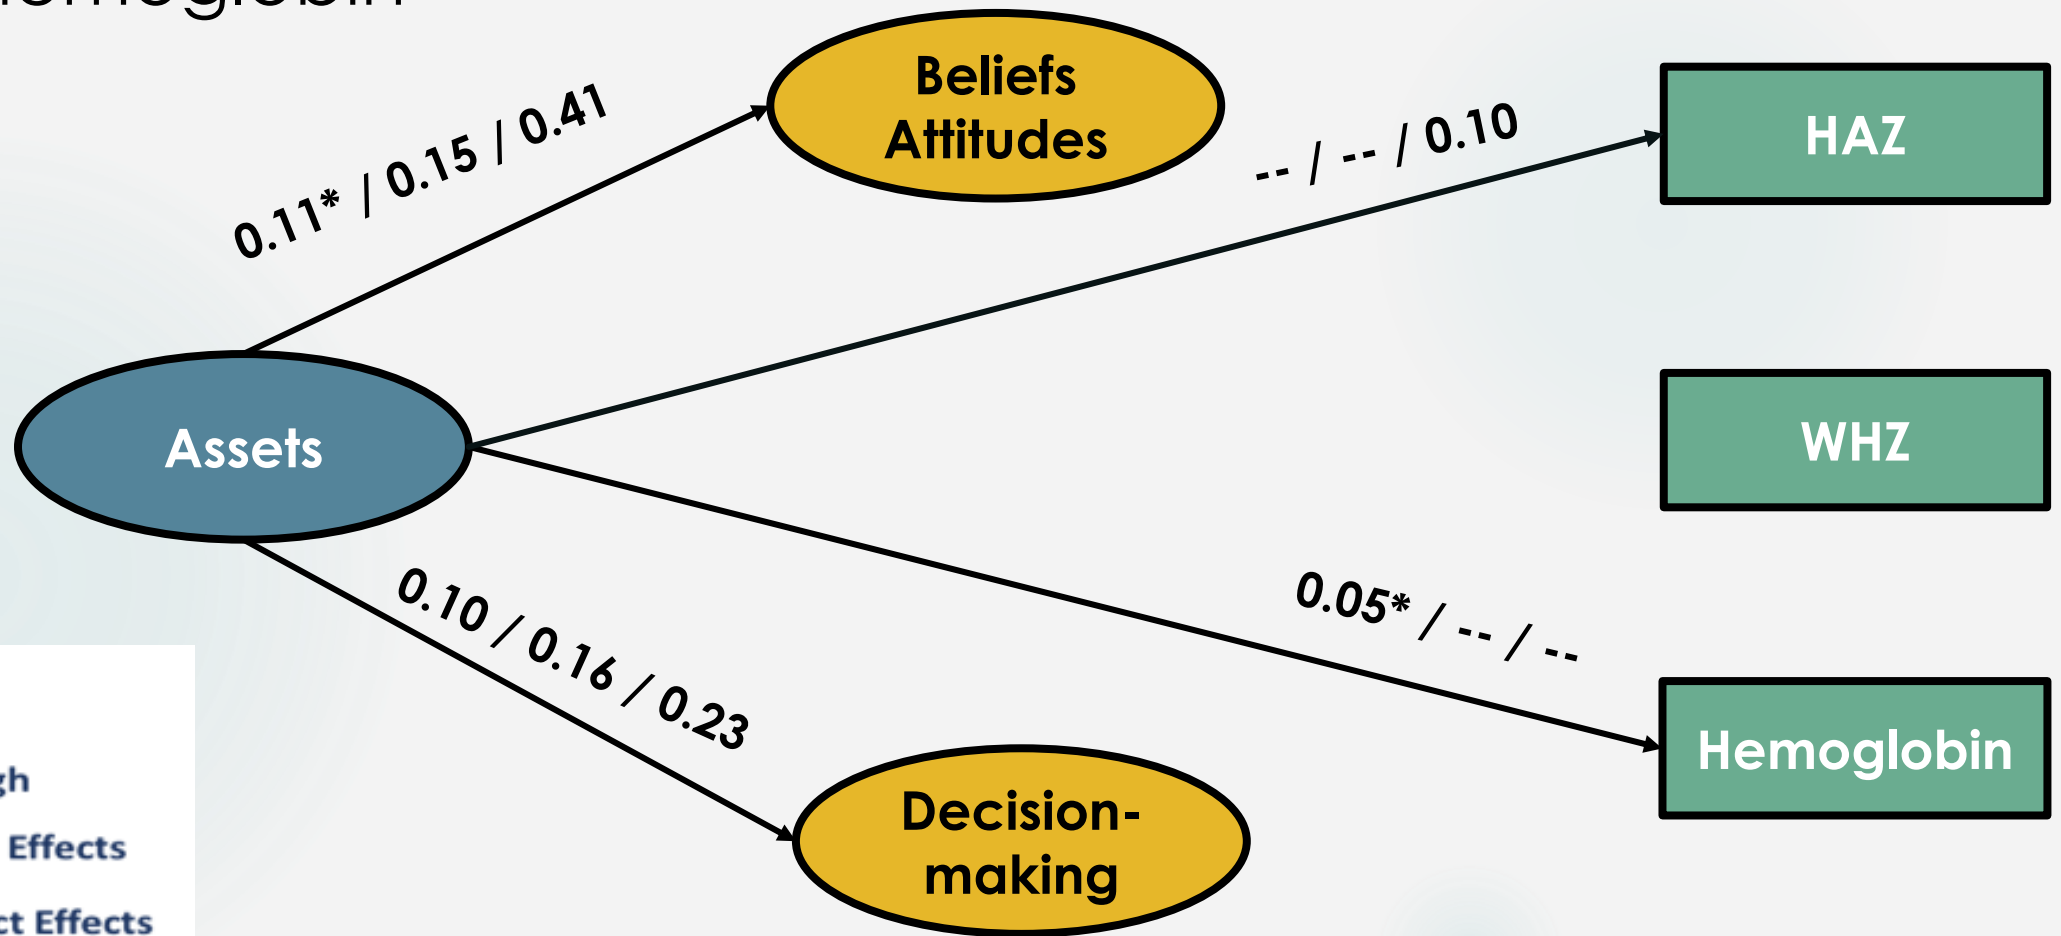 Beliefs
Attitudes
0.11* / 0.15 / 0.41
-- / -- / 0.10
HAZ
Assets
WHZ
0.10 / 0.16 / 0.23
0.05* / -- / --
Hemoglobin
Decision-
making
Effects
Effects